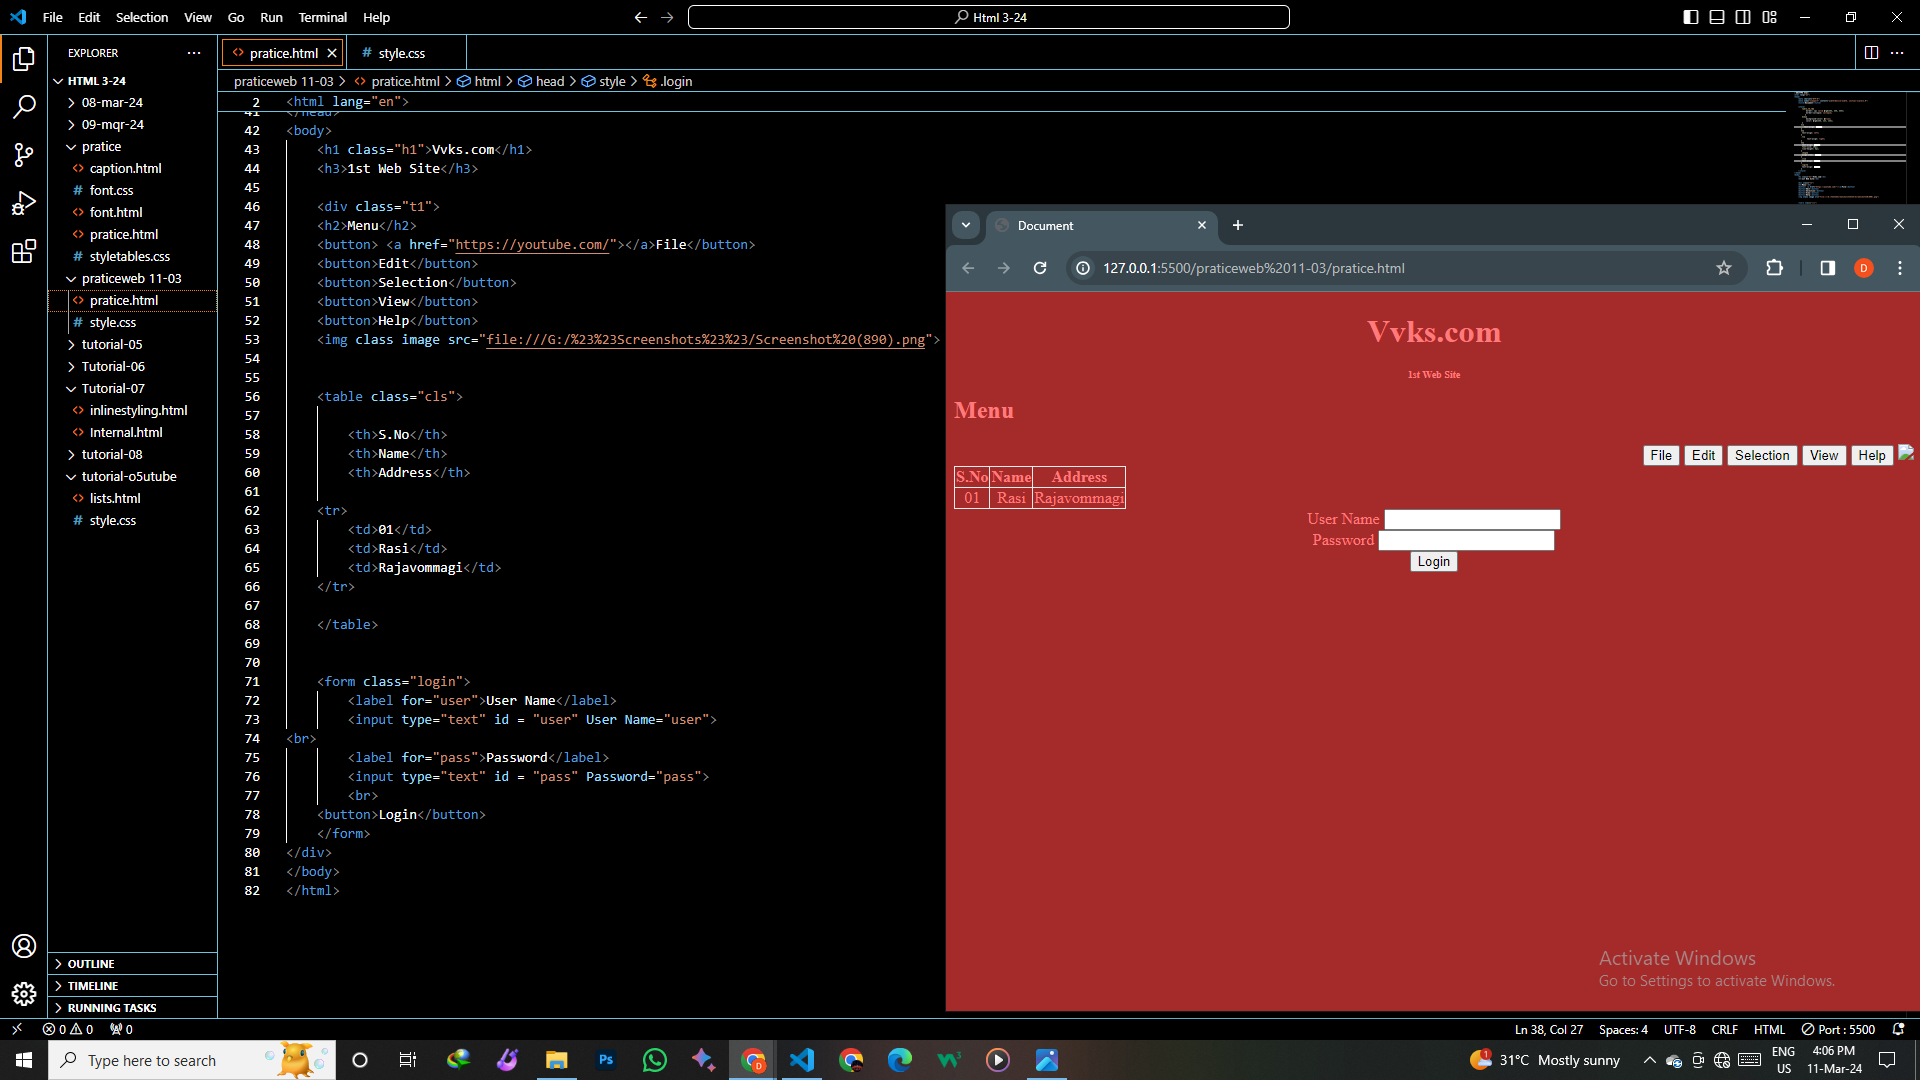 File Edit Selection View Go Run Terminal Help
Html 3-24
EXPLORER
HTML 3-24
08-mar-24
09-mqr-24
pratice
caption.html
font.css
font.html
pratice.html
styletables.css
praticeweb 11-03
pratice.html
style.css
tutorial-05
Tutorial-06
Tutorial-07
inlinestyling.html
Internal.html
tutorial-08
tutorial-o5utube
lists.html
style.css
OUTLINE
TIMELINE
RUNNING TASKS
pratice.html
style.css
praticeweb 11-03 > pratice.html > html > head > style > .login
2 <html lang="en">
41 </head>
42 <body>
43 <h1 class="h1">Vvks.com</h1>
44 <h3>1st Web Site</h3>
45
46 <div class="t1">
47 <h2>Menu</h2>
48 <button> <a href="https://youtube.com/"></a>File</button>
49 <button>Edit</button>
50 <button>Selection</button>
51 <button>View</button>
52 <button>Help</button>
53 <img class image src="file:///G:/%23%23Screenshots%23%23/Screenshot%20(890).png">
54
55
56 <table class="cls">
57
58 <th>S.No</th>
59 <th>Name</th>
60 <th>Address</th>
61
62 <tr>
63 <td>01</td>
64 <td>Rasi</td>
65 <td>Rajavommagi</td>
66 </tr>
67
68 </table>
69
70
71 <form class="login">
72 <label for="user">User Name</label>
73 <input type="text" id = "user" User Name="user">
74 <br>
75 <label for="pass">Password</label>
76 <input type="text" id = "pass" Password="pass">
77 <br>
78 <button>Login</button>
79 </form>
80 </div>
81 </body>
82 </html>
Document
127.0.0.1:5500/praticeweb%2011-03/pratice.html
D
Vvks.com
1st Web Site
Menu
File Edit Selection View Help
S.No Name Address
01 Rasi Rajavommagi
User Name
Password
Login
Activate Windows
Go to Settings to activate Windows.
0 0 0
Ln 38, Col 27 Spaces: 4 UTF-8 CRLF HTML Port : 5500
Type here to search
Ps
D
1
31°C Mostly sunny
ENG
US
4:06 PM
11-Mar-24